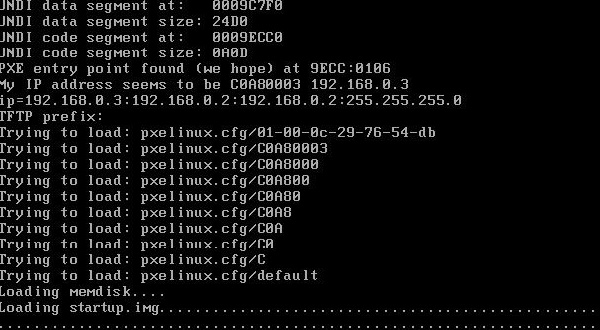 UNDI data segment at:   0009C7F0
UNDI data segment size: 24D0
UNDI code segment at:   0009ECC0
UNDI code segment size: 0A0D
PXE entry point found (we hope) at 9ECC:0106
My IP address seems to be C0A80003 192.168.0.3
ip=192.168.0.3:192.168.0.2:192.168.0.2:255.255.255.0
TFTP prefix:
Trying to load: pxelinux.cfg/01-00-0c-29-76-54-db
Trying to load: pxelinux.cfg/C0A80003
Trying to load: pxelinux.cfg/C0A8000
Trying to load: pxelinux.cfg/C0A800
Trying to load: pxelinux.cfg/C0A80
Trying to load: pxelinux.cfg/C0A8
Trying to load: pxelinux.cfg/C0A
Trying to load: pxelinux.cfg/C0
Trying to load: pxelinux.cfg/C
Trying to load: pxelinux.cfg/default
Loading memdisk....
Loading startup.img.......................................................
...........................................................................